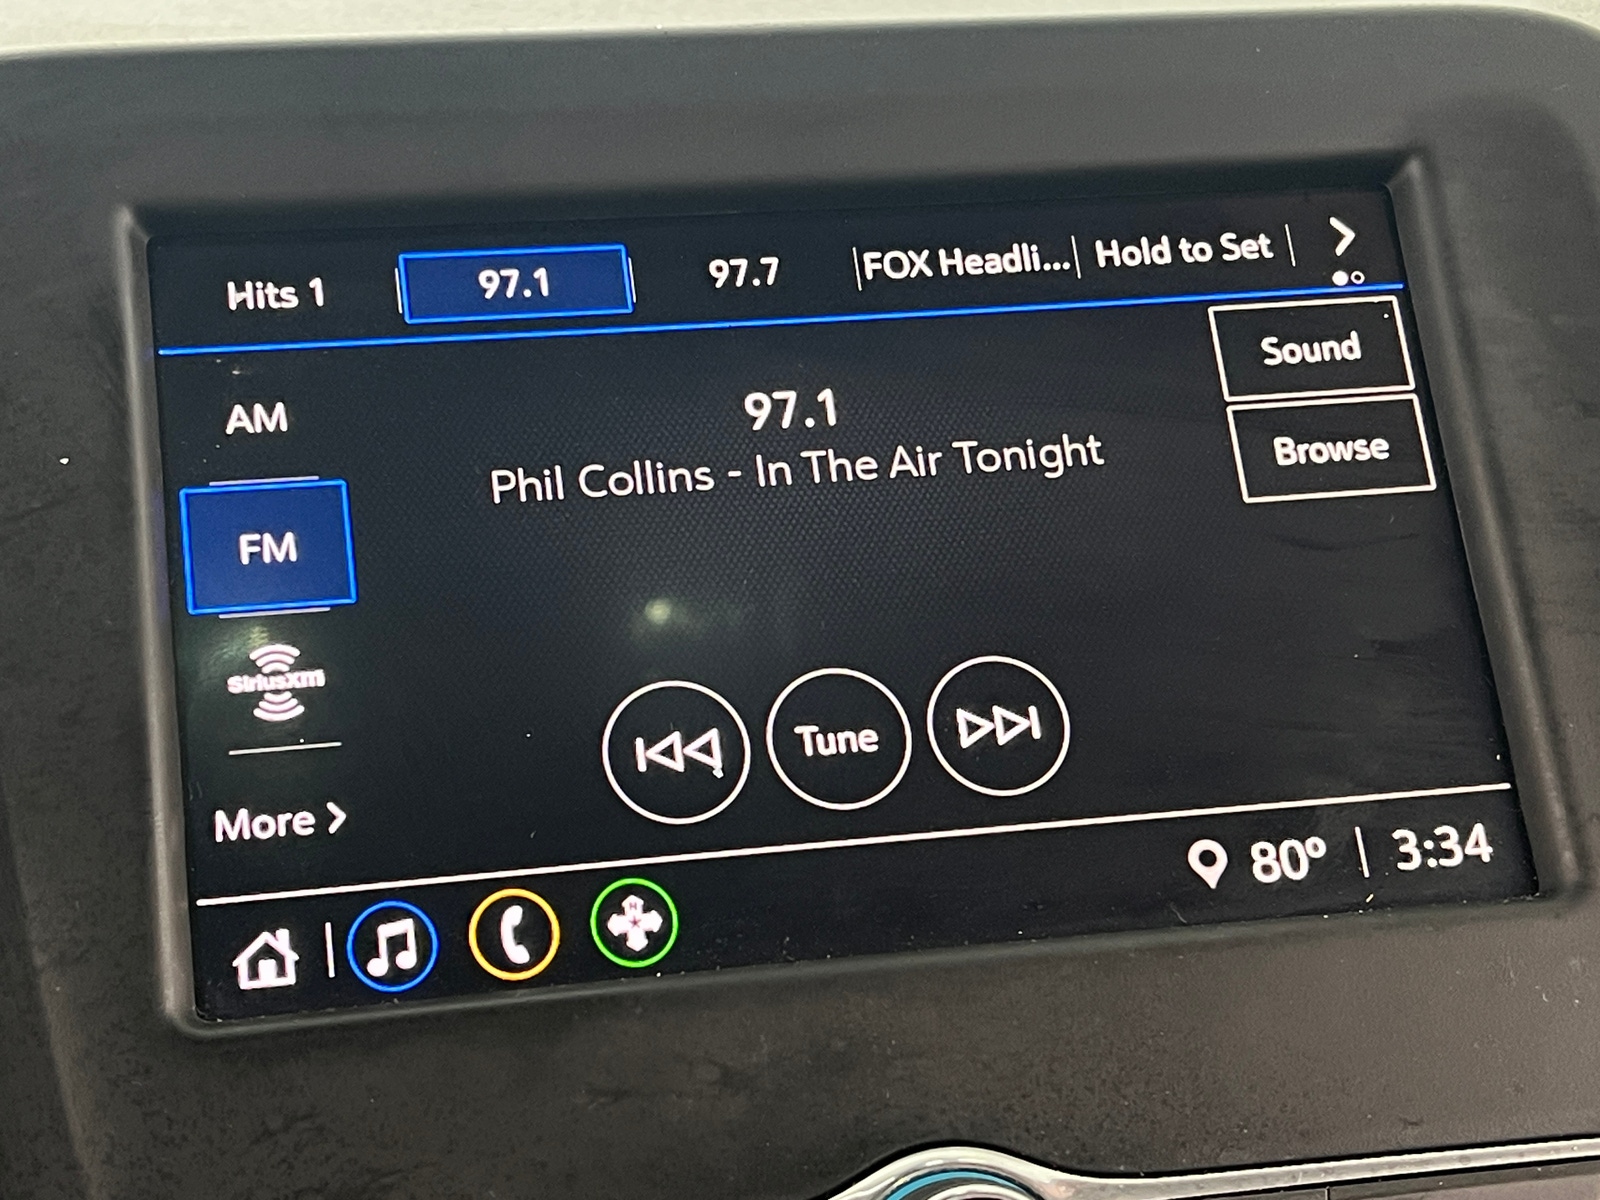 Hits 1 97.1 97.7 FOX Headli... Hold to Set
Sound
AM
97.1
Phil Collins - In The Air Tonight
Browse
FM
SiriusXM
Tune
More
80° 3:34